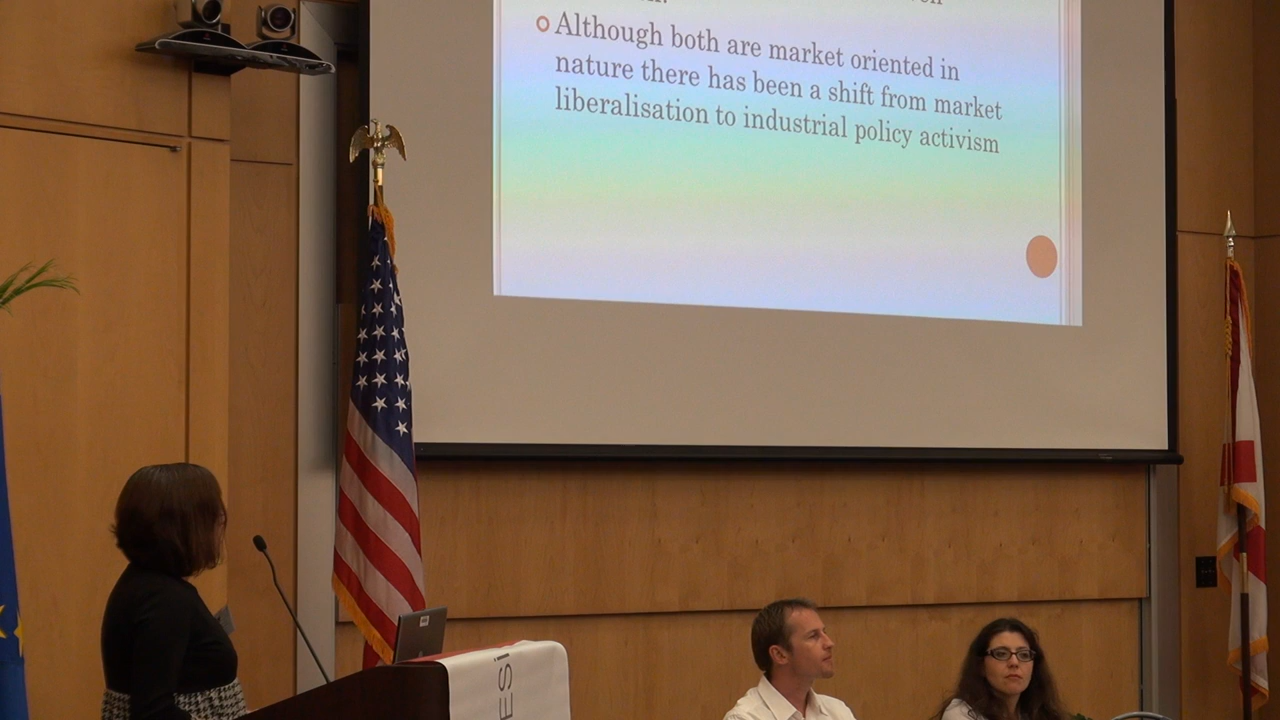 Although both are market oriented in
nature there has been a shift from market
liberalisation to industrial policy activism